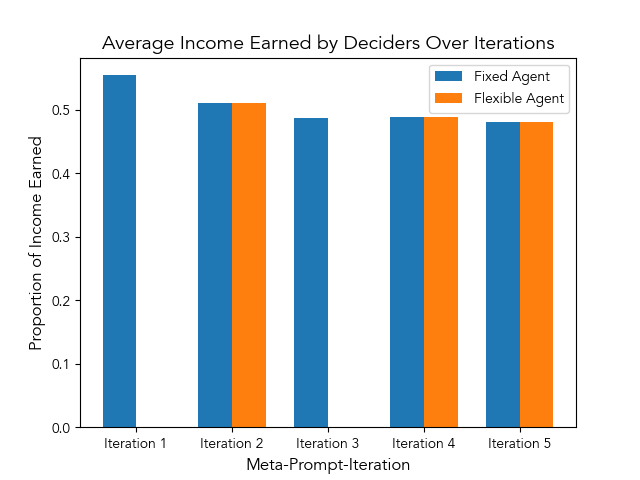 Average Income Earned by Deciders Over Iterations
Fixed Agent
Flexible Agent
Proportion of Income Earned
0.5
0.4
0.3
0.2
0.1
0.0
Iteration 1
Iteration 2
Iteration 3
Iteration 4
Iteration 5
Meta-Prompt-Iteration